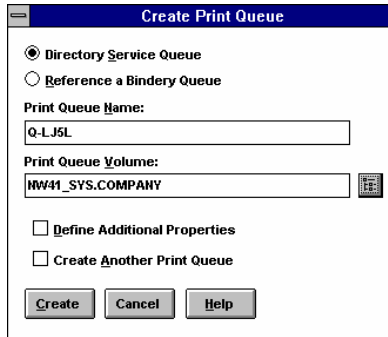 Create Print Queue
Directory Service Queue
Reference a Bindery Queue
Print Queue Name:
Q-LJ5L
Print Queue Volume:
NW41_SYS.COMPANY
Define Additional Properties
Create Another Print Queue
Create Cancel Help